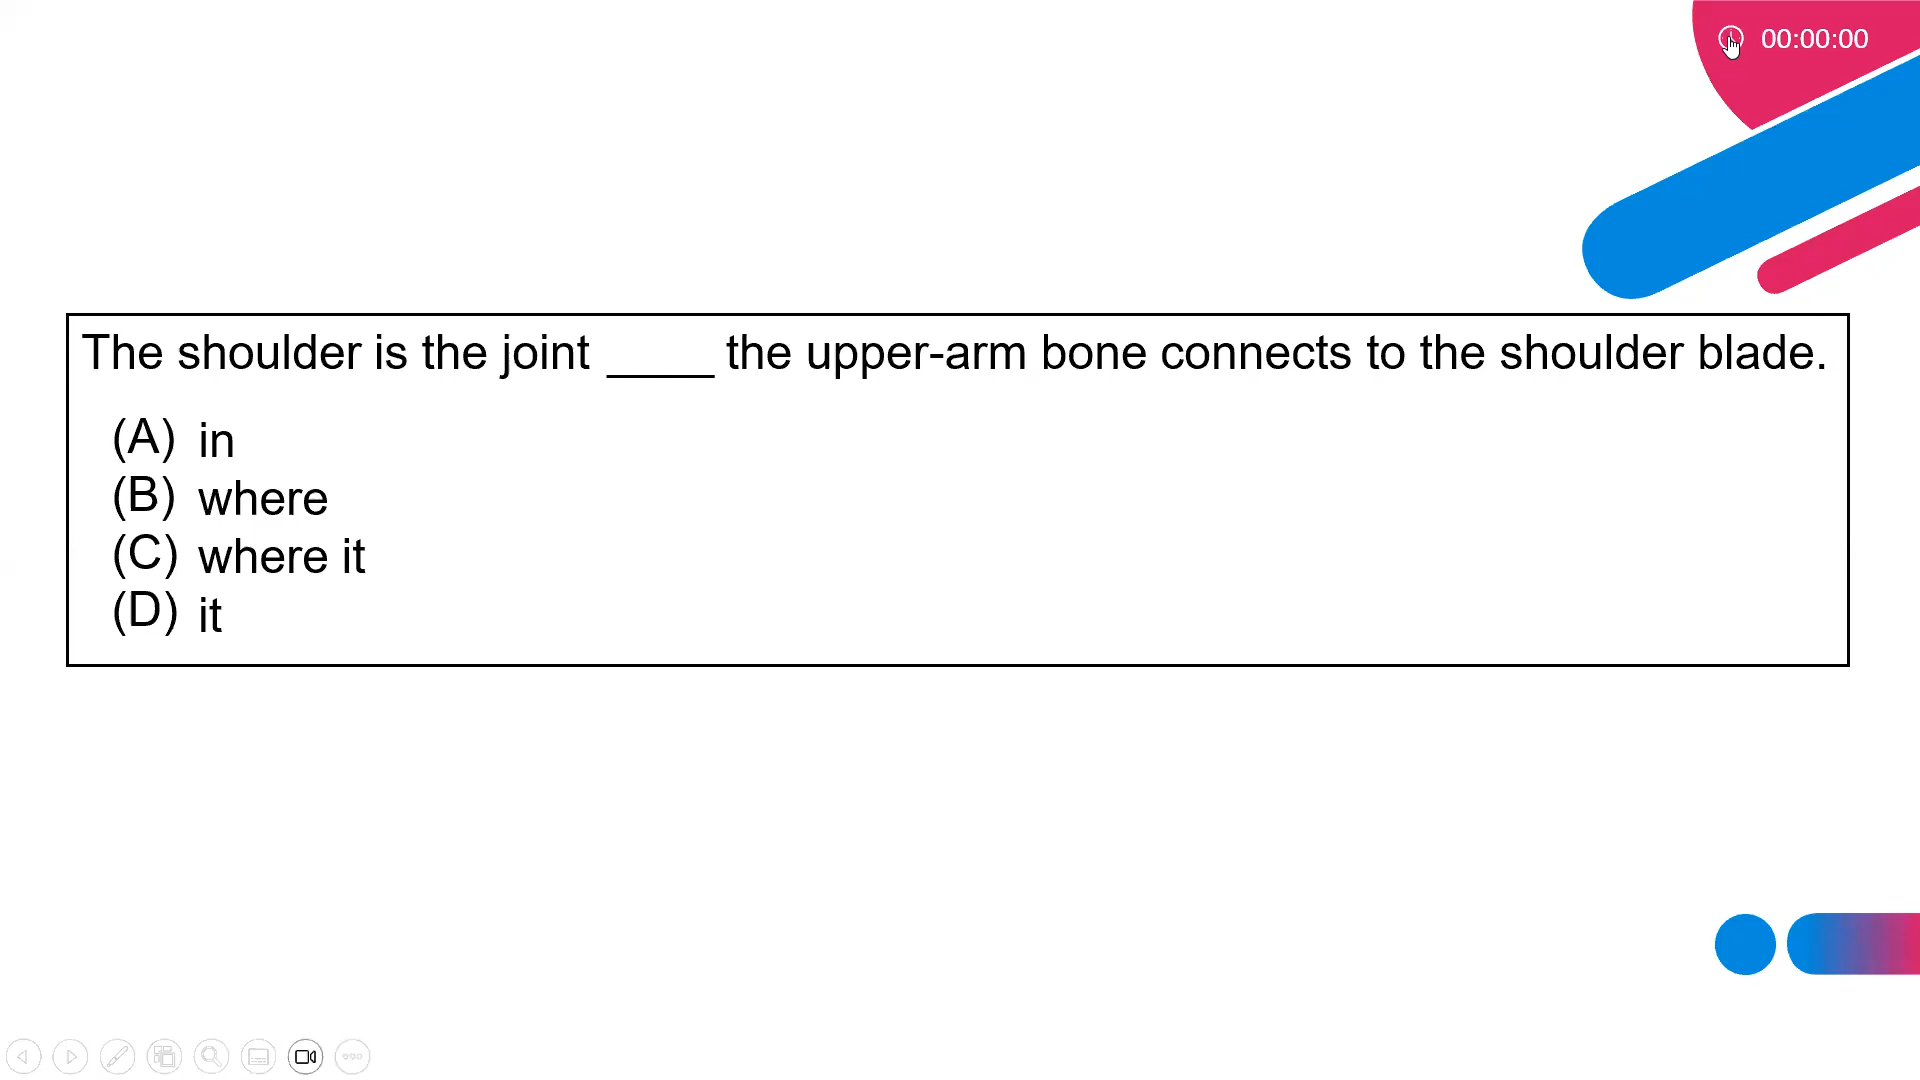 00:00:00
The shoulder is the joint ____ the upper-arm bone connects to the shoulder blade.
(A) in
(B) where
(C) where it
(D) it